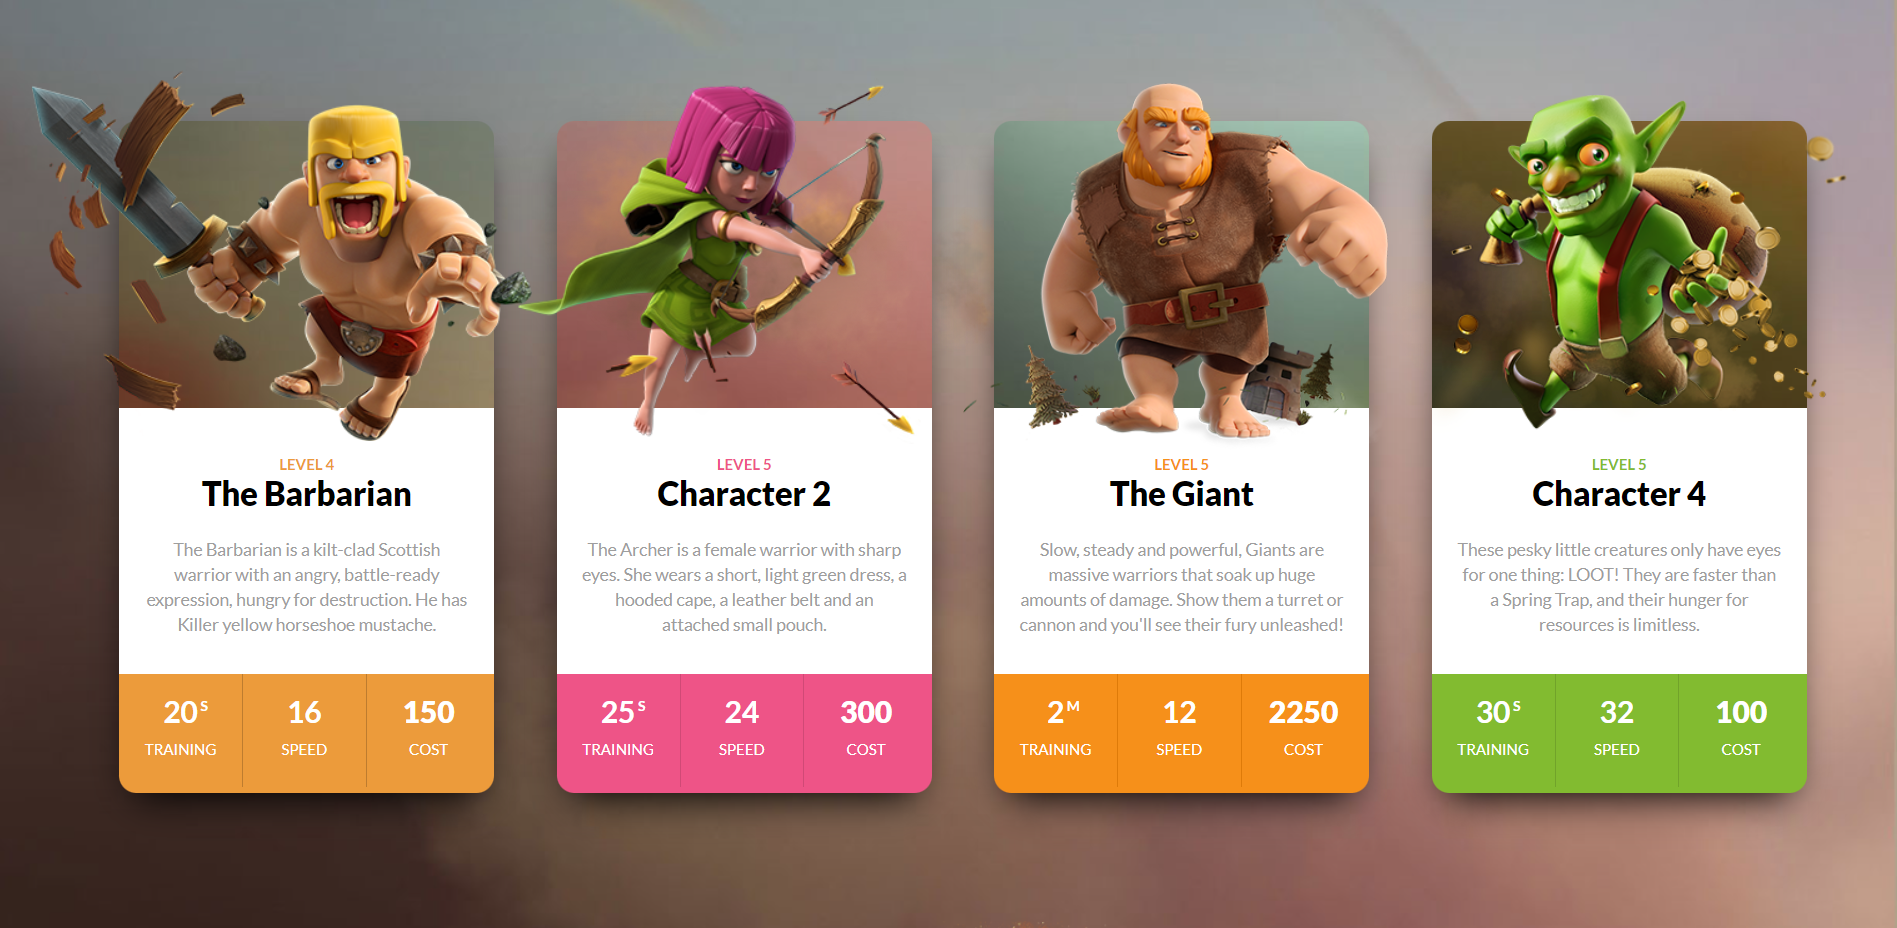 LEVEL 4
The Barbarian
The Barbarian is a kilt-clad Scottish
warrior with an angry, battle-ready
expression, hungry for destruction. He has
Killer yellow horseshoe mustache.
20 S
TRAINING
16
SPEED
150
COST
LEVEL 5
Character 2
The Archer is a female warrior with sharp
eyes. She wears a short, light green dress, a
hooded cape, a leather belt and an
attached small pouch.
25 S
TRAINING
24
SPEED
300
COST
LEVEL 5
The Giant
Slow, steady and powerful, Giants are
massive warriors that soak up huge
amounts of damage. Show them a turret or
cannon and you'll see their fury unleashed!
2 M
TRAINING
12
SPEED
2250
COST
LEVEL 5
Character 4
These pesky little creatures only have eyes
for one thing: LOOT! They are faster than
a Spring Trap, and their hunger for
resources is limitless.
30 S
TRAINING
32
SPEED
100
COST